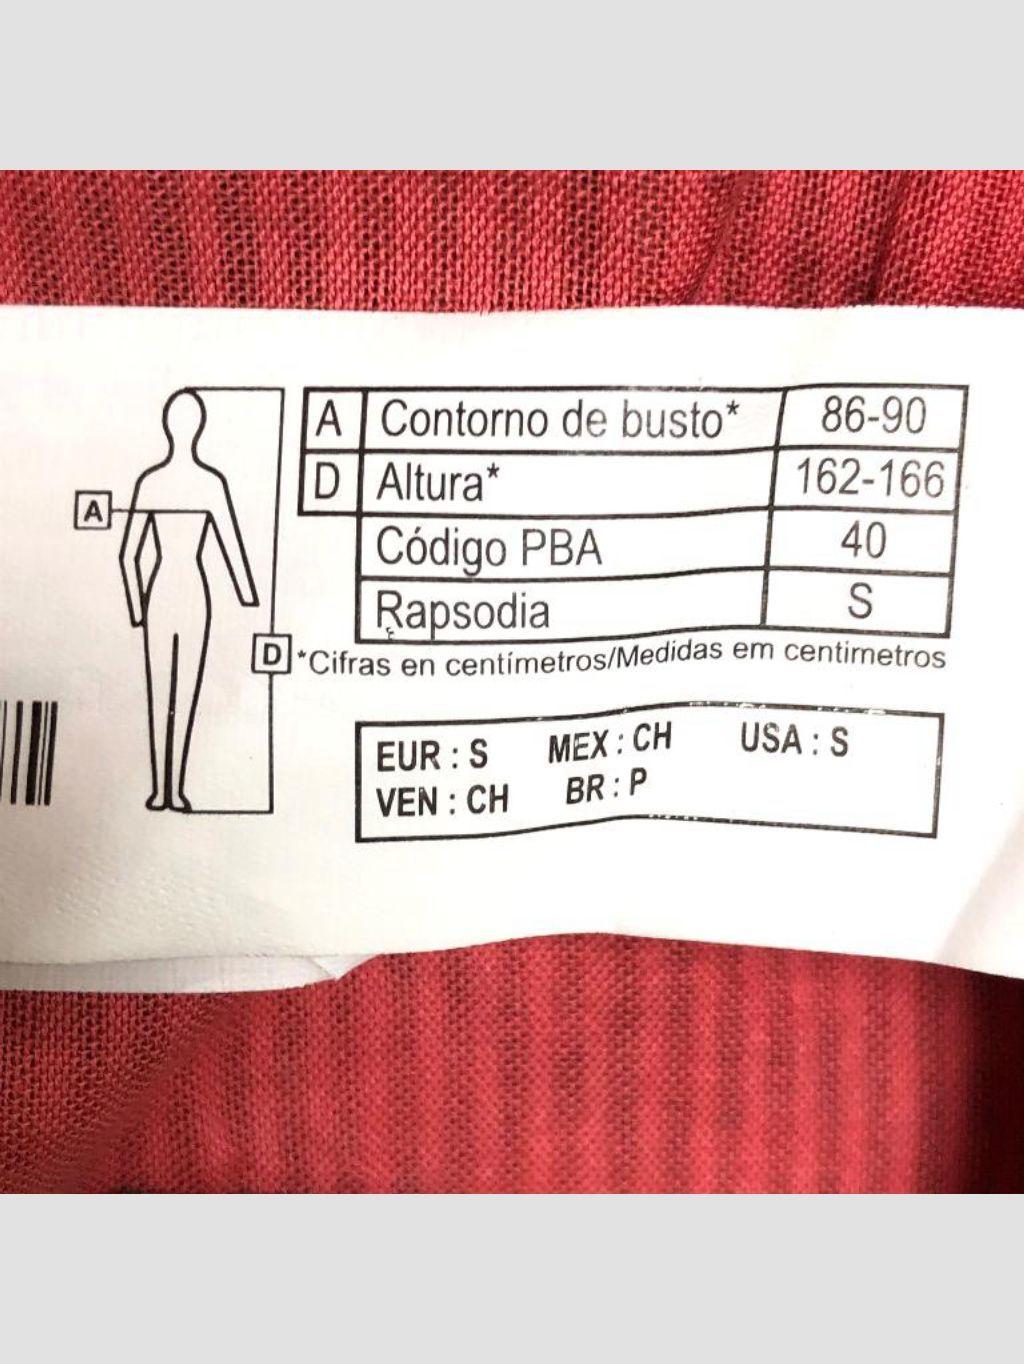 A Contorno de busto* 86-90
D Altura* 162-166
Código PBA 40
Rapsodia S
A
D *Cifras en centímetros/Medidas em centimetros
EUR : S MEX : CH USA : S
VEN : CH BR : P